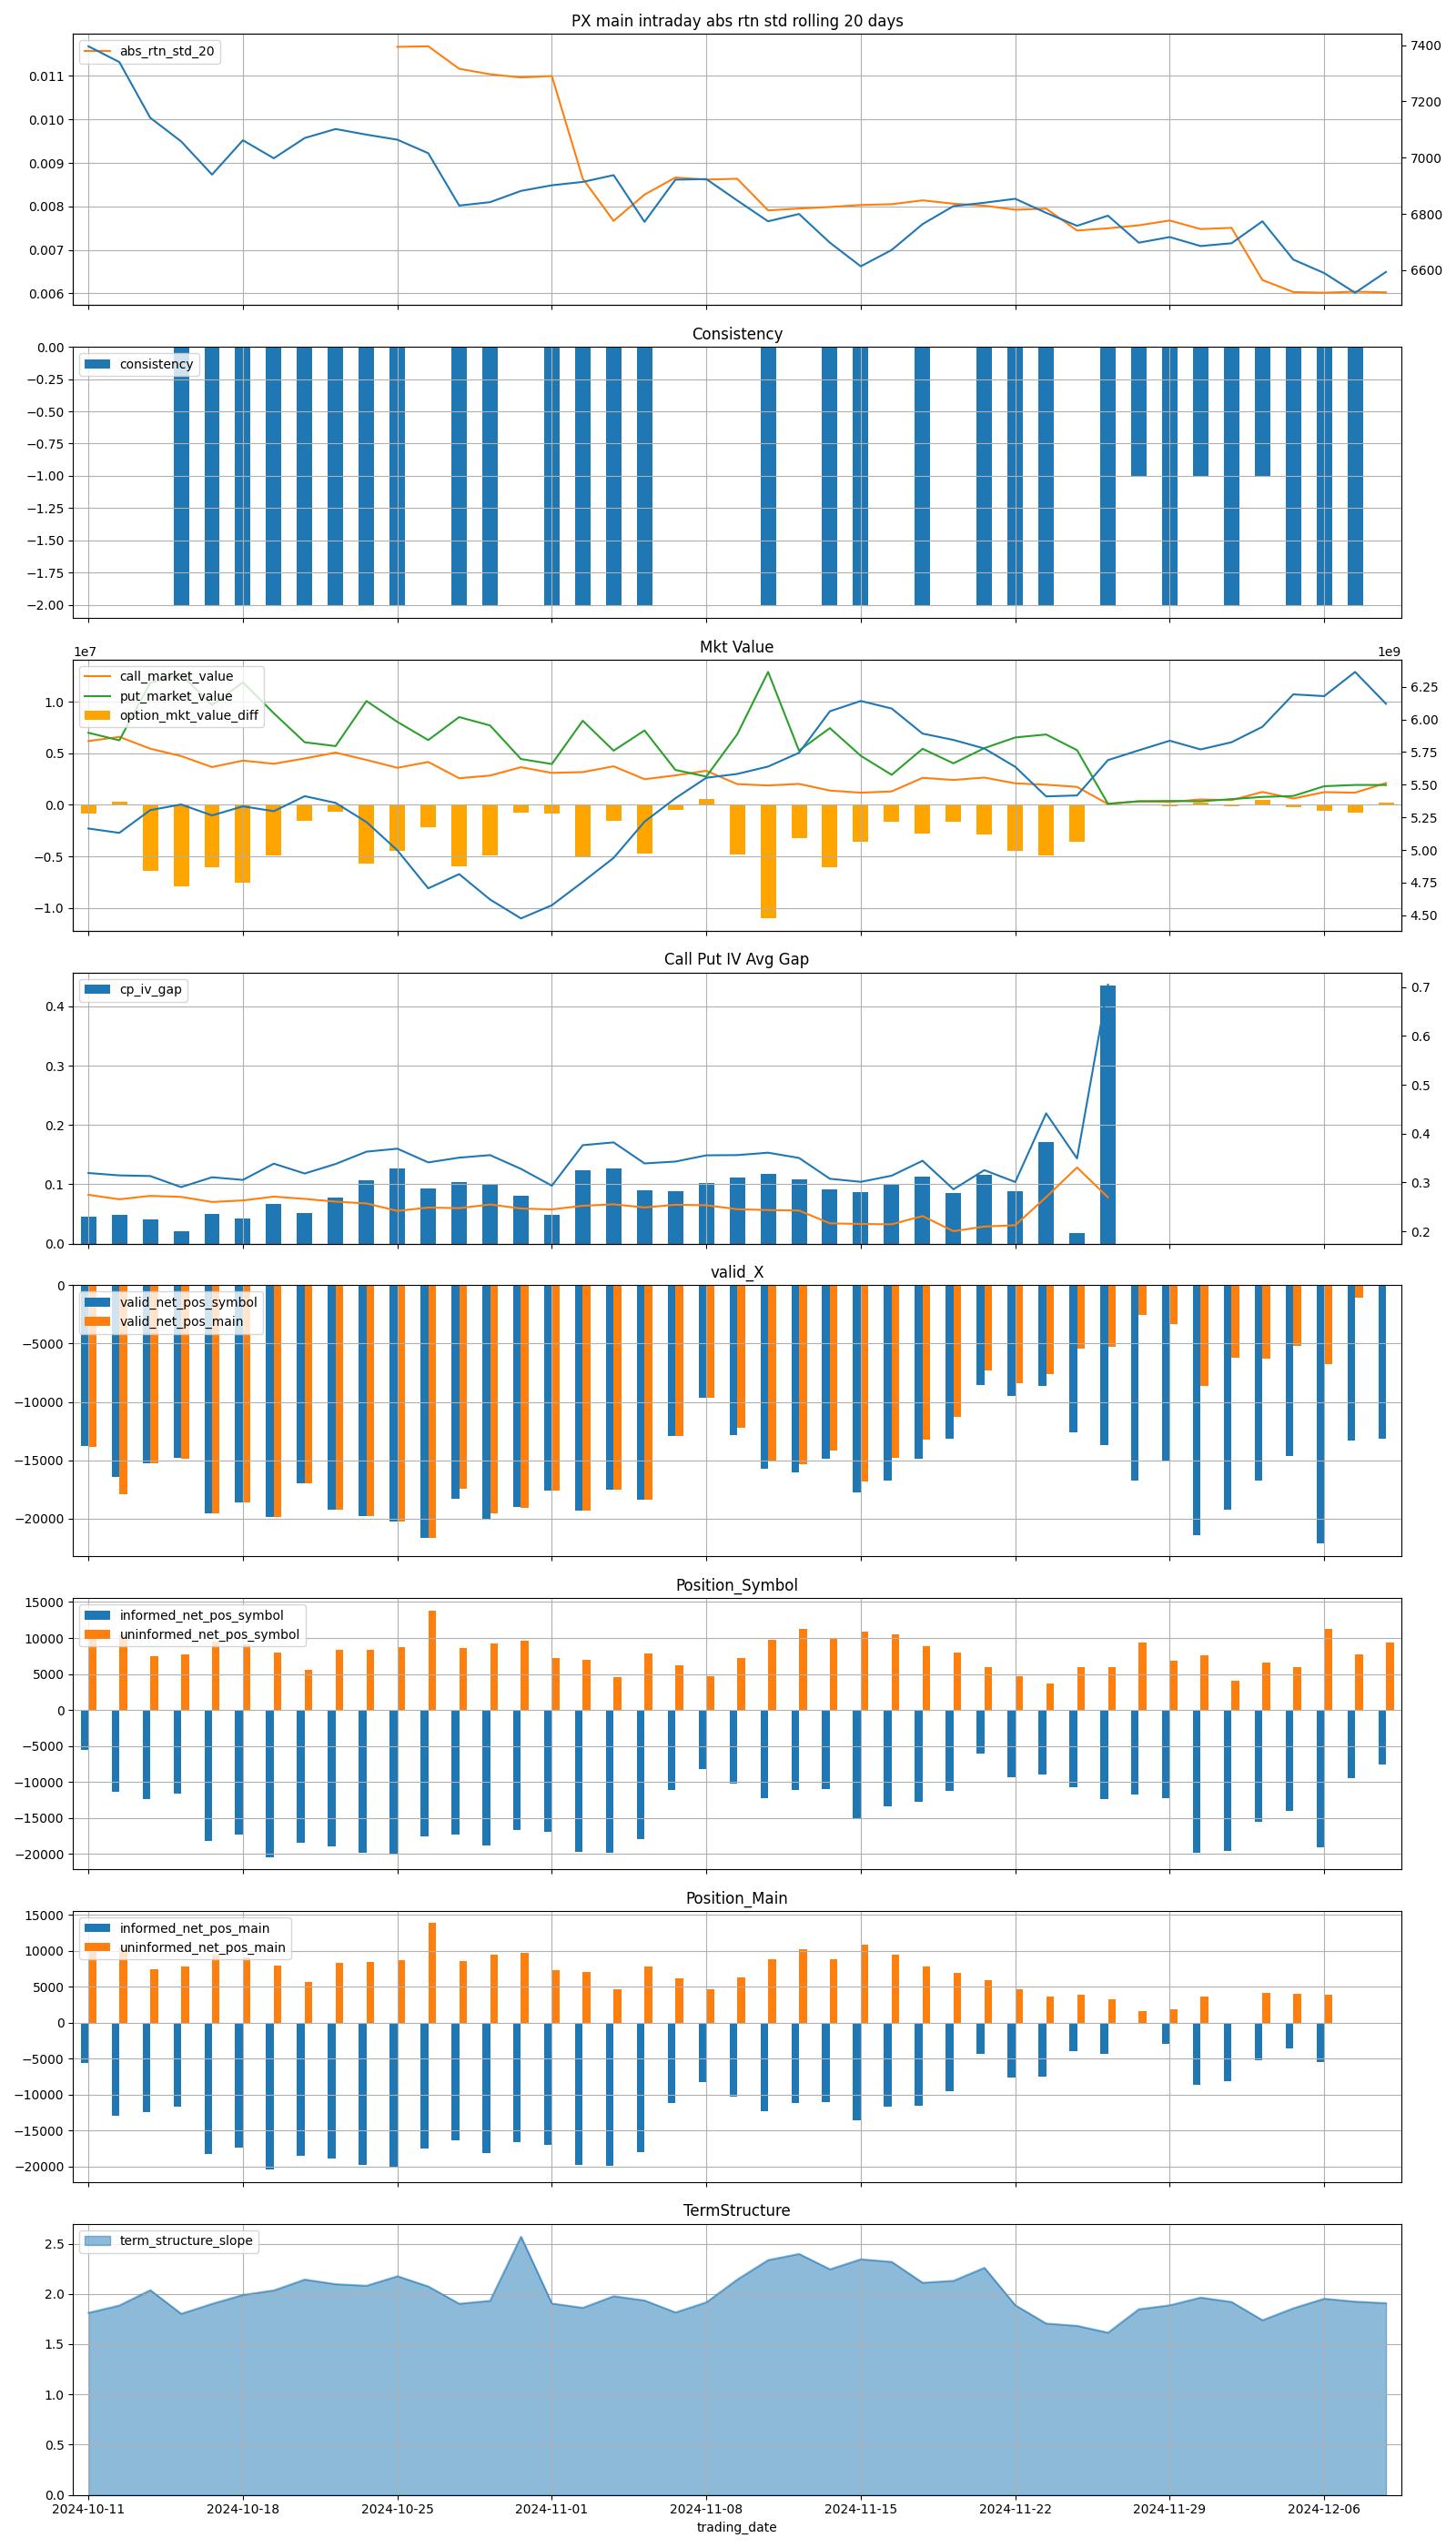 PX main intraday abs rtn std rolling 20 days
abs_rtn_std_20
0.011
0.010
0.009
0.008
0.007
0.006
7400
7200
7000
6800
6600
Consistency
consistency
0.00
−0.25
−0.50
−0.75
−1.00
−1.25
−1.50
−1.75
−2.00
Mkt Value
1e7
1e9
call_market_value
put_market_value
option_mkt_value_diff
1.0
0.5
0.0
−0.5
−1.0
6.25
6.00
5.75
5.50
5.25
5.00
4.75
4.50
Call Put IV Avg Gap
cp_iv_gap
0.4
0.3
0.2
0.1
0.0
0.7
0.6
0.5
0.4
0.3
0.2
valid_X
valid_net_pos_symbol
valid_net_pos_main
0
−5000
−10000
−15000
−20000
Position_Symbol
informed_net_pos_symbol
uninformed_net_pos_symbol
15000
10000
5000
0
−5000
−10000
−15000
−20000
Position_Main
informed_net_pos_main
uninformed_net_pos_main
15000
10000
5000
0
−5000
−10000
−15000
−20000
TermStructure
term_structure_slope
2.5
2.0
1.5
1.0
0.5
0.0
2024-10-11 2024-10-18 2024-10-25 2024-11-01 2024-11-08 2024-11-15 2024-11-22 2024-11-29 2024-12-06
trading_date